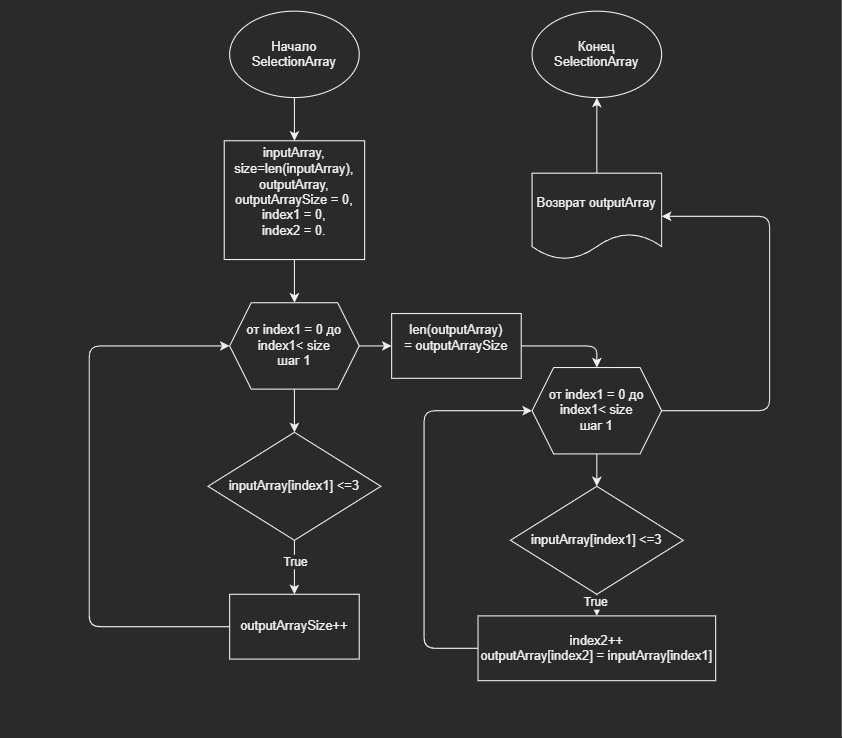 Начало
SelectionArray
inputArray,
size=len(inputArray),
outputArray,
outputArraySize = 0,
index1 = 0,
index2 = 0.
от index1 = 0 до
index1< size
шаг 1
inputArray[index1] <=3
True
outputArraySize++
len(outputArray)
= outputArraySize
от index1 = 0 до
index1< size
шаг 1
inputArray[index1] <=3
True
index2++
outputArray[index2] = inputArray[index1]
Возврат outputArray
Конец
SelectionArray